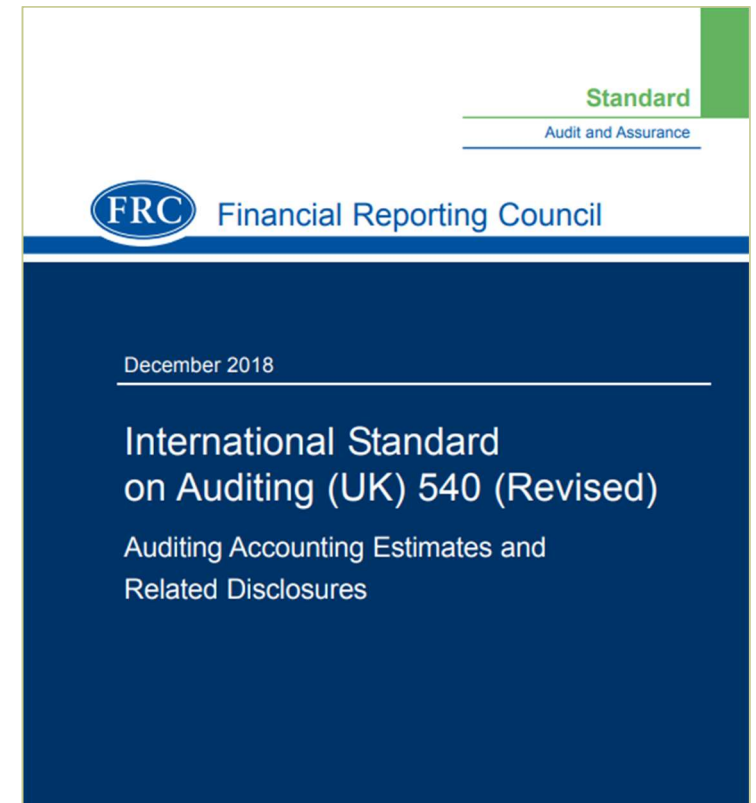 Standard
Audit and Assurance
FRC
Financial Reporting Council
December 2018
International Standard
on Auditing (UK) 540 (Revised)
Auditing Accounting Estimates and
Related Disclosures